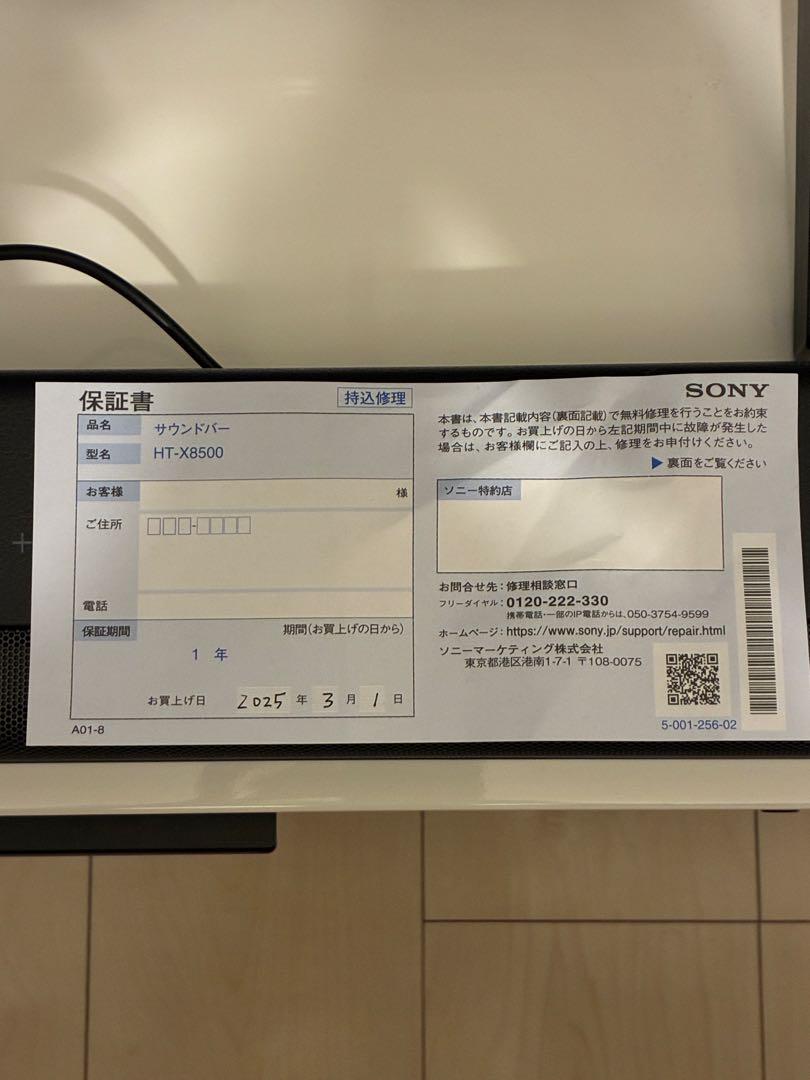 保証書
持込修理
品名 サウンドバー
型名 HT-X8500
お客様 様
ご住所
電話
保証期間 期間(お買上げの日から)
1 年
お買上げ日 2025 年 3 月 1 日
A01-8
SONY
本書は、本書記載内容(裏面記載)で無料修理を行うことをお約束
するものです。お買上げの日から左記期間中に故障が発生した
場合は、お客様欄にご記入の上、修理をお申付けください。
▶裏面をご覧ください
ソニー特約店
お問合せ先:修理相談窓口
フリーダイヤル:0120-222-330
携帯電話・一部のIP電話からは、050-3754-9599
ホームページ:https://www.sony.jp/support/repair.html
ソニーマーケティング株式会社
東京都港区港南1-7-1 〒108-0075
5-001-256-02